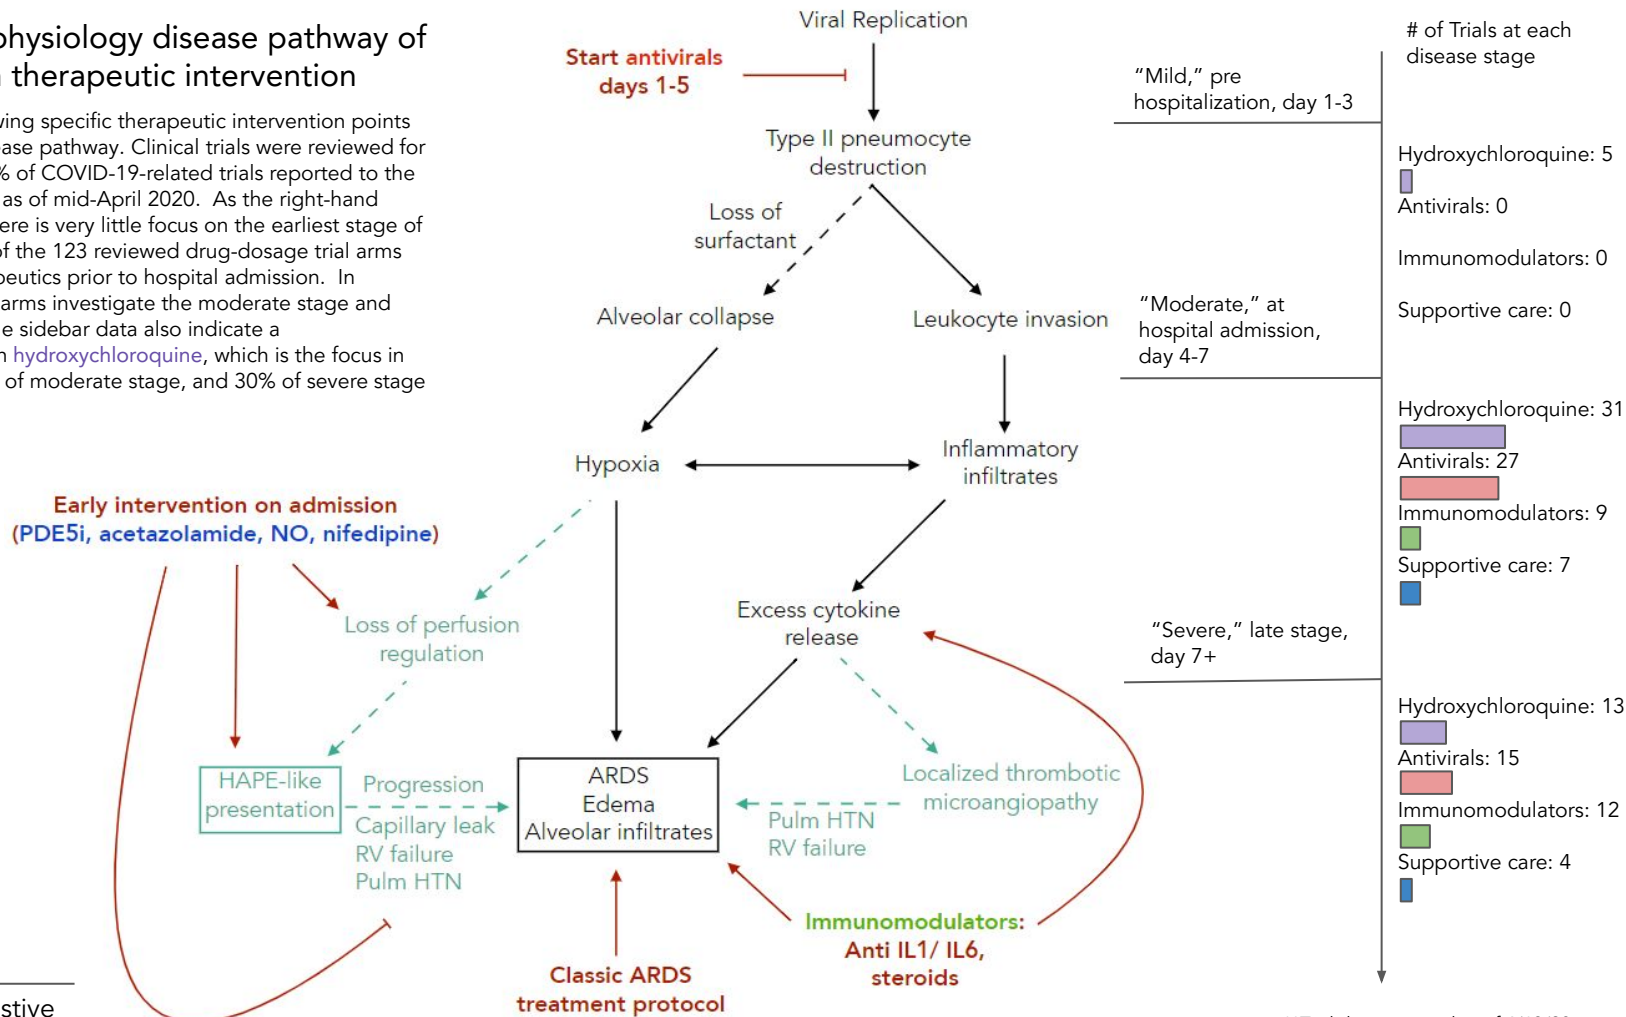 physiology disease pathway of
therapeutic intervention
wing specific therapeutic intervention points
ease pathway. Clinical trials were reviewed for
% of COVID-19-related trials reported to the
as of mid-April 2020. As the right-hand
ere is very little focus on the earliest stage of
of the 123 reviewed drug-dosage trial arms
peutics prior to hospital admission. In
arms investigate the moderate stage and
e sidebar data also indicate a
hydroxychloroquine, which is the focus in
of moderate stage, and 30% of severe stage
Viral Replication
Start antivirals
days 1-5
Type II pneumocyte
destruction
Loss of
surfactant
Alveolar collapse
Leukocyte invasion
Hypoxia
Inflammatory
infiltrates
Early intervention on admission
(PDE5i, acetazolamide, NO, nifedipine)
Loss of perfusion
regulation
Excess cytokine
release
HAPE-like
presentation
Progression
Capillary leak
RV failure
Pulm HTN
ARDS
Edema
Alveolar infiltrates
Localized thrombotic
microangiopathy
Pulm HTN
RV failure
Immunomodulators:
Anti IL1/ IL6,
steroids
Classic ARDS
treatment protocol
stive
# of Trials at each
disease stage
“Mild,” pre
hospitalization, day 1-3
Hydroxychloroquine: 5
Antivirals: 0
Immunomodulators: 0
Supportive care: 0
“Moderate,” at
hospital admission,
day 4-7
Hydroxychloroquine: 31
Antivirals: 27
Immunomodulators: 9
Supportive care: 7
“Severe,” late stage,
day 7+
Hydroxychloroquine: 13
Antivirals: 15
Immunomodulators: 12
Supportive care: 4